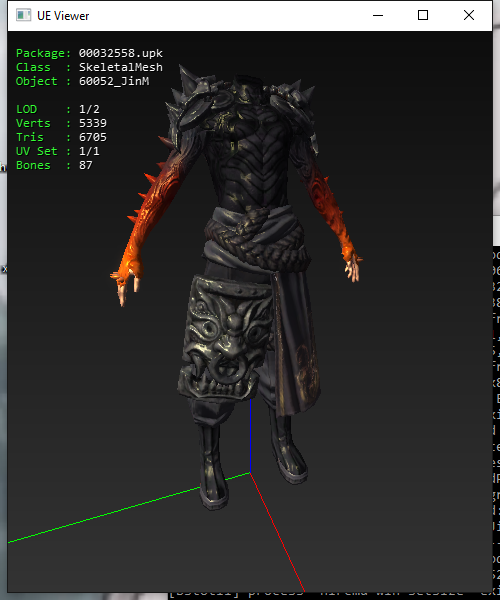 UE Viewer
Package: 00032558.upk
Class  : SkeletalMesh
Object : 60052_JinM
LOD    : 1/2
Verts  : 5339
Tris   : 6705
UV Set : 1/1
Bones  : 87